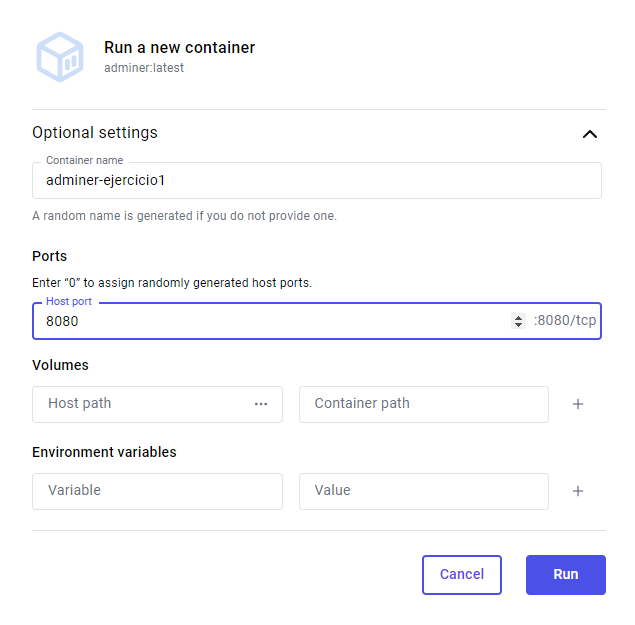 Run a new container
adminer:latest
Optional settings
Container name
adminer-ejercicio1
A random name is generated if you do not provide one.
Ports
Enter “0” to assign randomly generated host ports.
Host port
8080 :8080/tcp
Volumes
Host path ··· Container path +
Environment variables
Variable Value +
Cancel Run